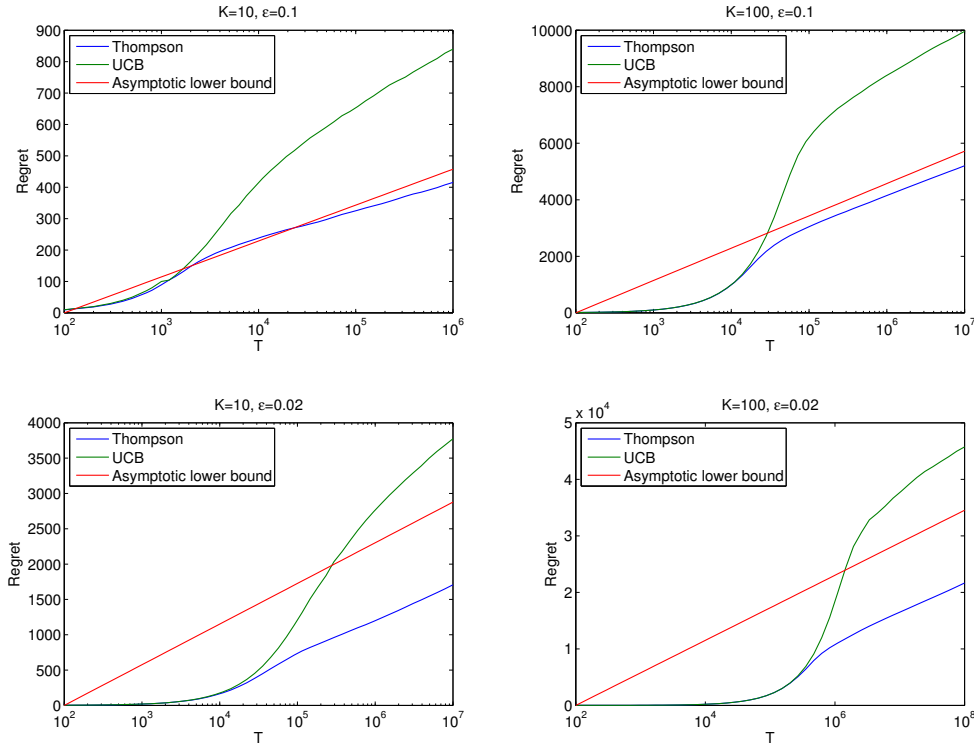 K=10, ε=0.1
900
800
700
600
500
400
300
200
100
0
Regret
Thompson
UCB
Asymptotic lower bound
10^2
10^3
10^4
10^5
10^6
T
K=100, ε=0.1
10000
8000
6000
4000
2000
0
Regret
Thompson
UCB
Asymptotic lower bound
10^2
10^3
10^4
10^5
10^6
10^7
T
K=10, ε=0.02
4000
3500
3000
2500
2000
1500
1000
500
0
Regret
Thompson
UCB
Asymptotic lower bound
10^2
10^3
10^4
10^5
10^6
10^7
T
K=100, ε=0.02
x 10^4
5
4
3
2
1
0
Regret
Thompson
UCB
Asymptotic lower bound
10^2
10^4
10^6
10^8
T